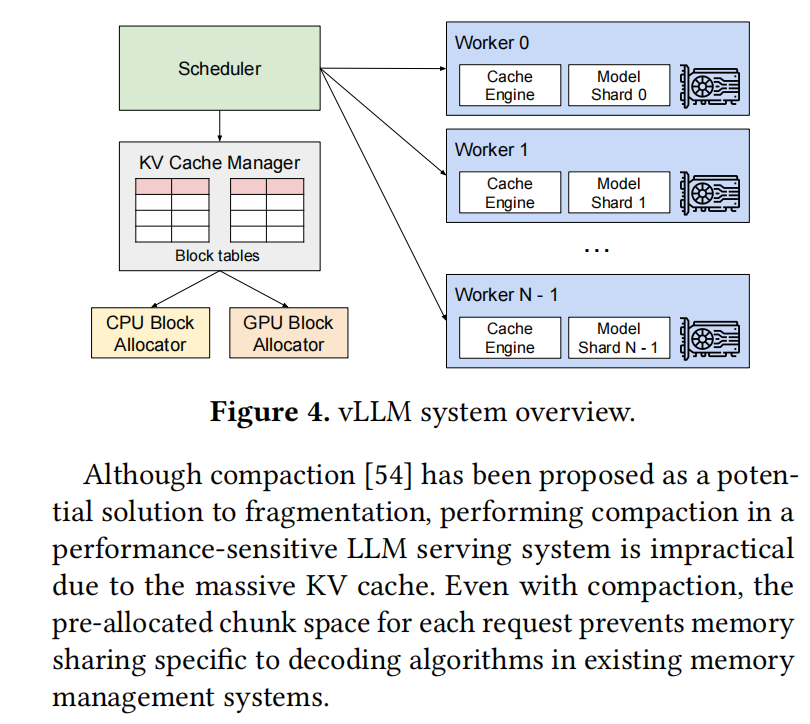 Scheduler
KV Cache Manager
Block tables
CPU Block
Allocator
GPU Block
Allocator
Worker 0
Cache
Engine
Model
Shard 0
Worker 1
Cache
Engine
Model
Shard 1
...
Worker N - 1
Cache
Engine
Model
Shard N - 1
Figure 4. vLLM system overview.
Although compaction [54] has been proposed as a poten-
tial solution to fragmentation, performing compaction in a
performance-sensitive LLM serving system is impractical
due to the massive KV cache. Even with compaction, the
pre-allocated chunk space for each request prevents memory
sharing specific to decoding algorithms in existing memory
management systems.